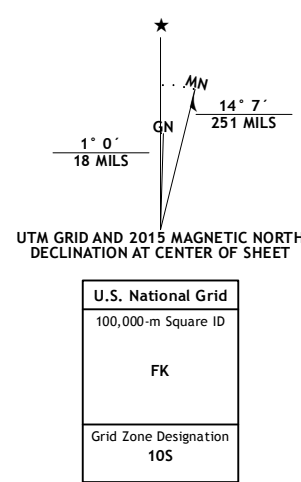 MN
GN
1° 0´
18 MILS
14° 7´
251 MILS
UTM GRID AND 2015 MAGNETIC NORTH
DECLINATION AT CENTER OF SHEET
U.S. National Grid
100,000-m Square ID
FK
Grid Zone Designation
10S